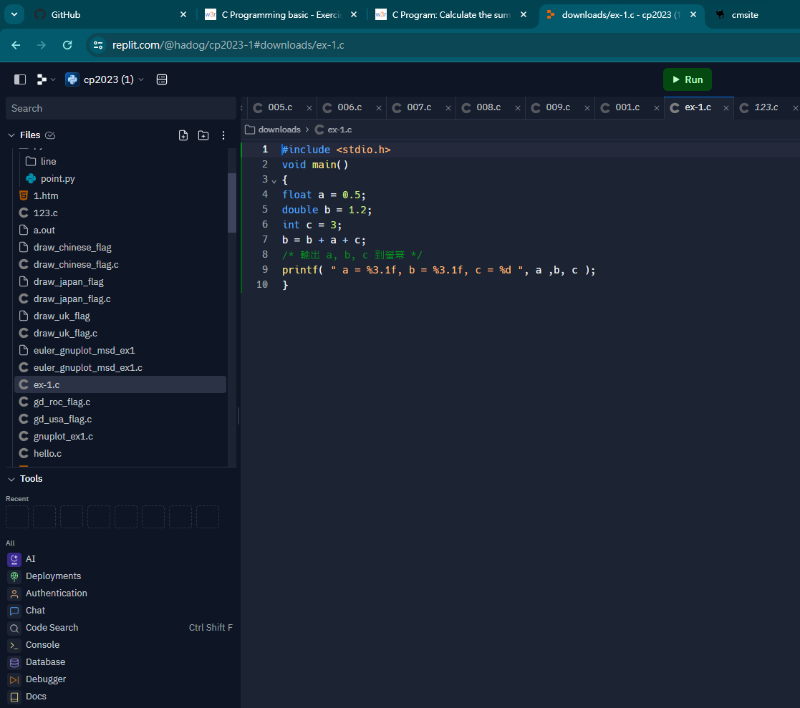 GitHub
C Programming basic - Exercis
C Program: Calculate the sum
downloads/ex-1.c - cp2023 (1
cmsite
replit.com/@hadog/cp2023-1#downloads/ex-1.c
cp2023 (1)
Run
Search
005.c
006.c
007.c
008.c
009.c
001.c
ex-1.c
123.c
Files
downloads > ex-1.c
line
point.py
1.htm
123.c
a.out
draw_chinese_flag
draw_chinese_flag.c
draw_japan_flag
draw_japan_flag.c
draw_uk_flag
draw_uk_flag.c
euler_gnuplot_msd_ex1
euler_gnuplot_msd_ex1.c
ex-1.c
gd_roc_flag.c
gd_usa_flag.c
gnuplot_ex1.c
hello.c
1 #include <stdio.h>
2 void main()
3 {
4 float a = 0.5;
5 double b = 1.2;
6 int c = 3;
7 b = b + a + c;
8 /* 輸出 a, b, c 到螢幕 */
9 printf( " a = %3.1f, b = %3.1f, c = %d ", a ,b, c );
10 }
Tools
Recent
All
AI
Deployments
Authentication
Chat
Code Search Ctrl Shift F
Console
Database
Debugger
Docs